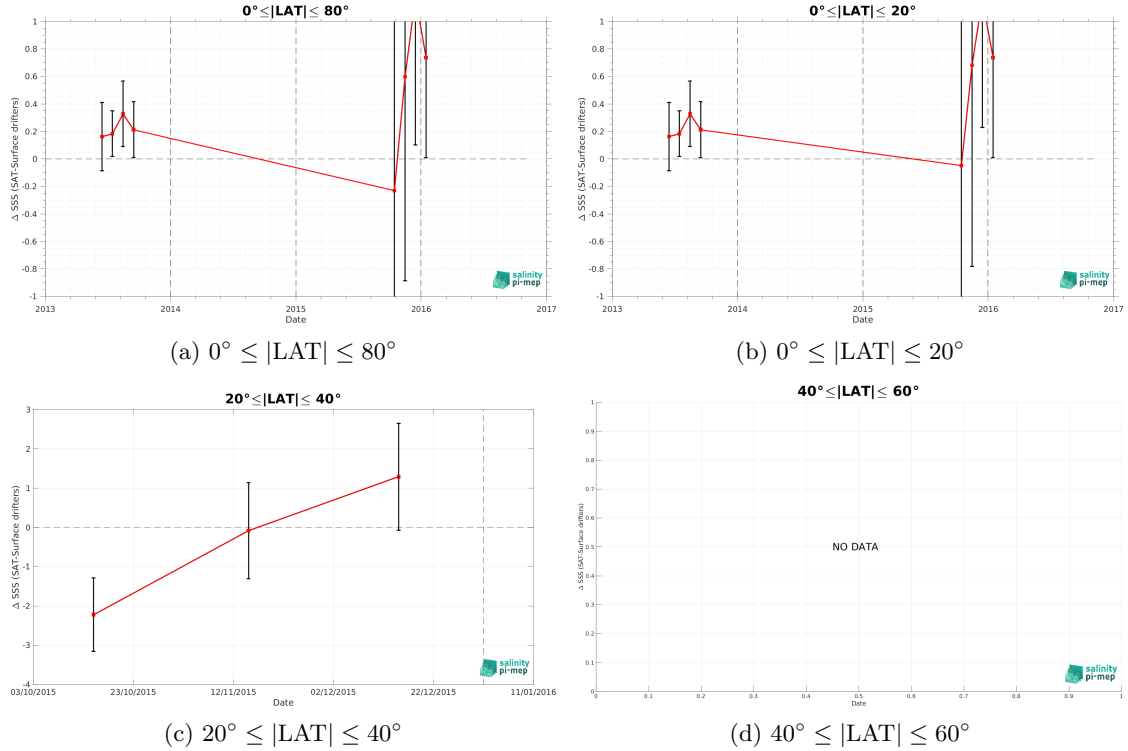 0°≤|LAT|≤ 80°
1
0.8
0.6
0.4
0.2
0
-0.2
-0.4
-0.6
-0.8
-1
Δ SSS (SAT-Surface drifters)
2013
2014
2015
2016
2017
Date
salinity
pi-mep
(a) 0° ≤ |LAT| ≤ 80°
0°≤|LAT|≤ 20°
1
0.8
0.6
0.4
0.2
0
-0.2
-0.4
-0.6
-0.8
-1
Δ SSS (SAT-Surface drifters)
2013
2014
2015
2016
2017
Date
salinity
pi-mep
(b) 0° ≤ |LAT| ≤ 20°
20°≤|LAT|≤ 40°
3
2
1
0
-1
-2
-3
-4
Δ SSS (SAT-Surface drifters)
03/10/2015
23/10/2015
12/11/2015
02/12/2015
22/12/2015
11/01/2016
Date
salinity
pi-mep
(c) 20° ≤ |LAT| ≤ 40°
40°≤|LAT|≤ 60°
1
0.9
0.8
0.7
0.6
0.5
0.4
0.3
0.2
0.1
0
Δ SSS (SAT-Surface drifters)
NO DATA
0
0.1
0.2
0.3
0.4
0.5
0.6
0.7
0.8
0.9
1
Date
salinity
pi-mep
(d) 40° ≤ |LAT| ≤ 60°